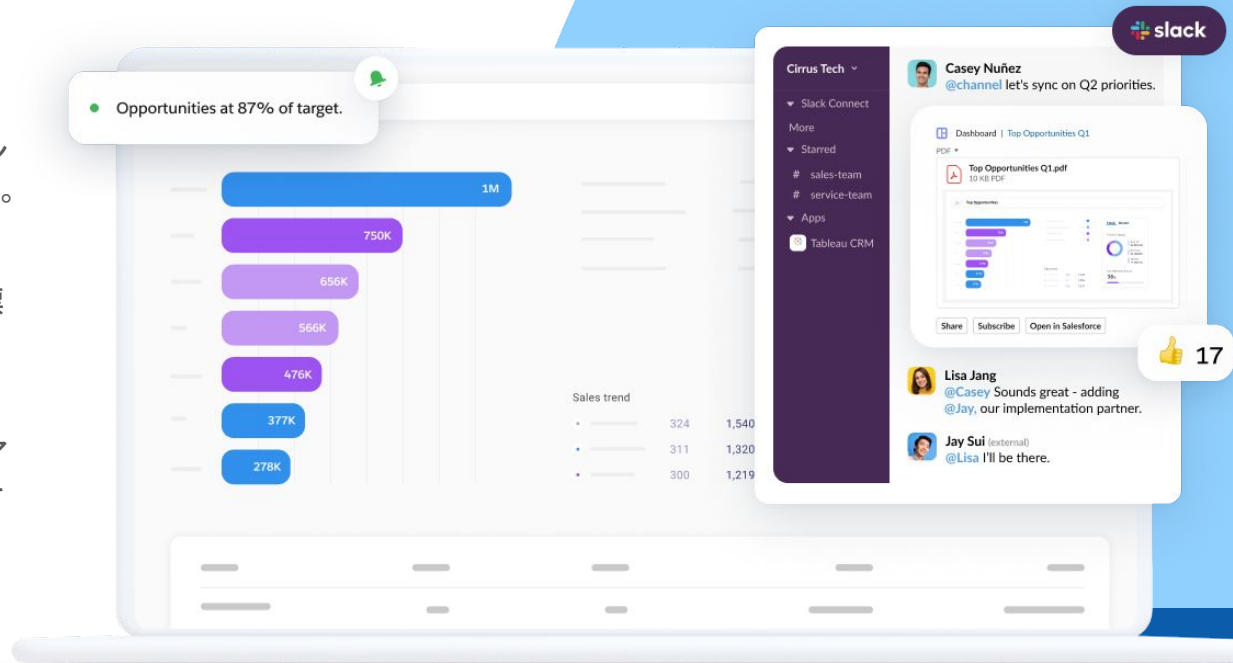 slack
Opportunities at 87% of target.
1M
750K
656K
566K
476K
377K
278K
Sales trend
324 1,540
311 1,320
300 1,219
Cirrus Tech
Slack Connect
More
Starred
# sales-team
# service-team
Apps
Tableau CRM
Casey Nuñez
@channel let's sync on Q2 priorities.
Dashboard | Top Opportunities Q1
PDF
Top Opportunities Q1.pdf
10 KB PDF
Top Opportunities
Share Subscribe Open in Salesforce
17
Lisa Jang
@Casey Sounds great - adding
@Jay, our implementation partner.
Jay Sui (external)
@Lisa I'll be there.